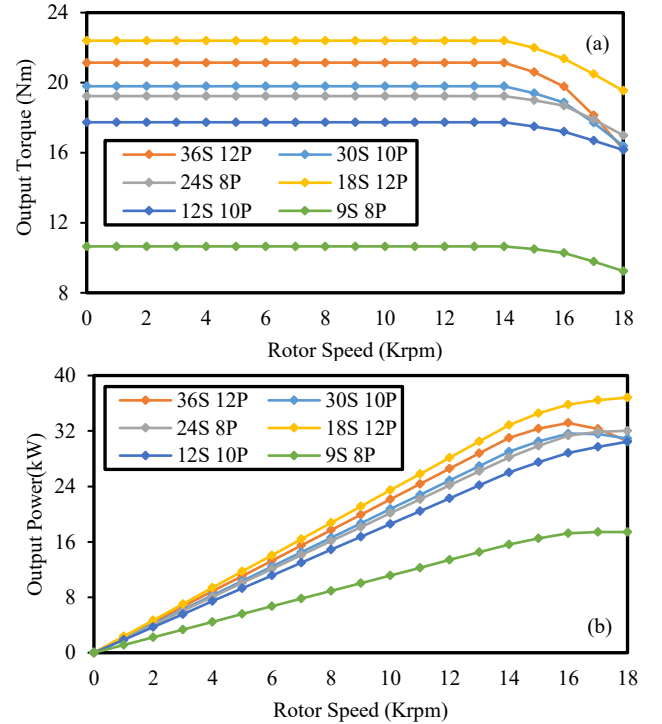 (a)
24
20
16
12
8
Output Torque (Nm)
36S 12P 30S 10P
24S 8P 18S 12P
12S 10P 9S 8P
0 2 4 6 8 10 12 14 16 18
Rotor Speed (Krpm)
40
32
24
16
8
0
Output Power(kW)
36S 12P 30S 10P
24S 8P 18S 12P
12S 10P 9S 8P
(b)
0 2 4 6 8 10 12 14 16 18
Rotor Speed (Krpm)